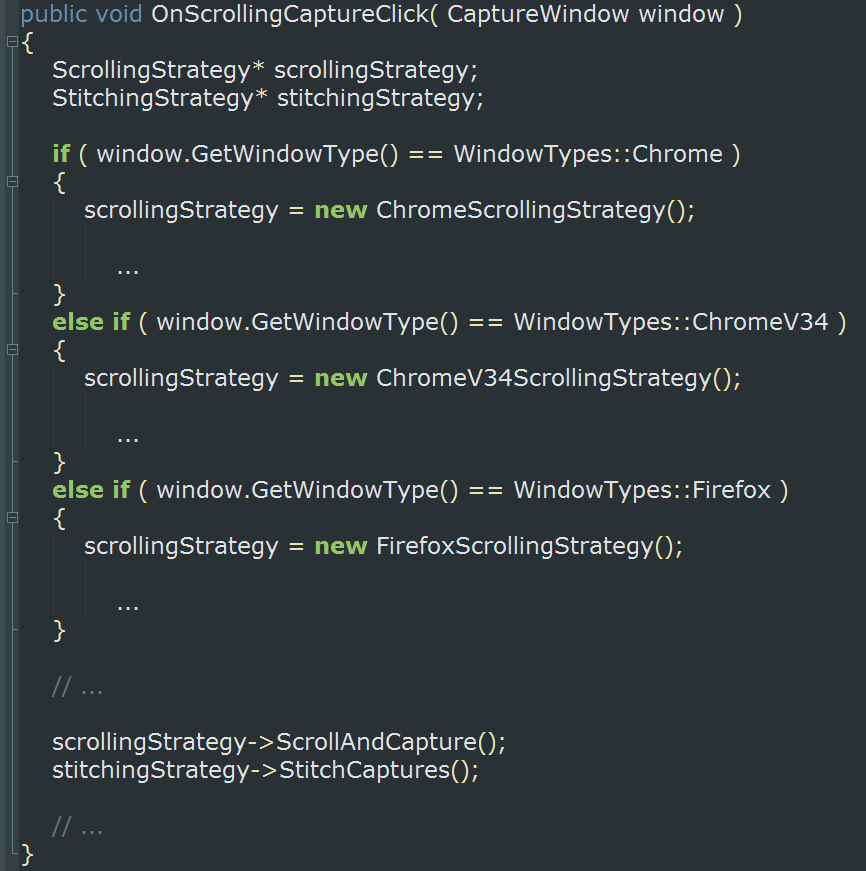 public void OnScrollingCaptureClick( CaptureWindow window )
{
ScrollingStrategy* scrollingStrategy;
StitchingStrategy* stitchingStrategy;
if ( window.GetWindowType() == WindowTypes::Chrome )
{
scrollingStrategy = new ChromeScrollingStrategy();
...
}
else if ( window.GetWindowType() == WindowTypes::ChromeV34 )
{
scrollingStrategy = new ChromeV34ScrollingStrategy();
...
}
else if ( window.GetWindowType() == WindowTypes::Firefox )
{
scrollingStrategy = new FirefoxScrollingStrategy();
...
}
// ...
scrollingStrategy->ScrollAndCapture();
stitchingStrategy->StitchCaptures();
// ...
}